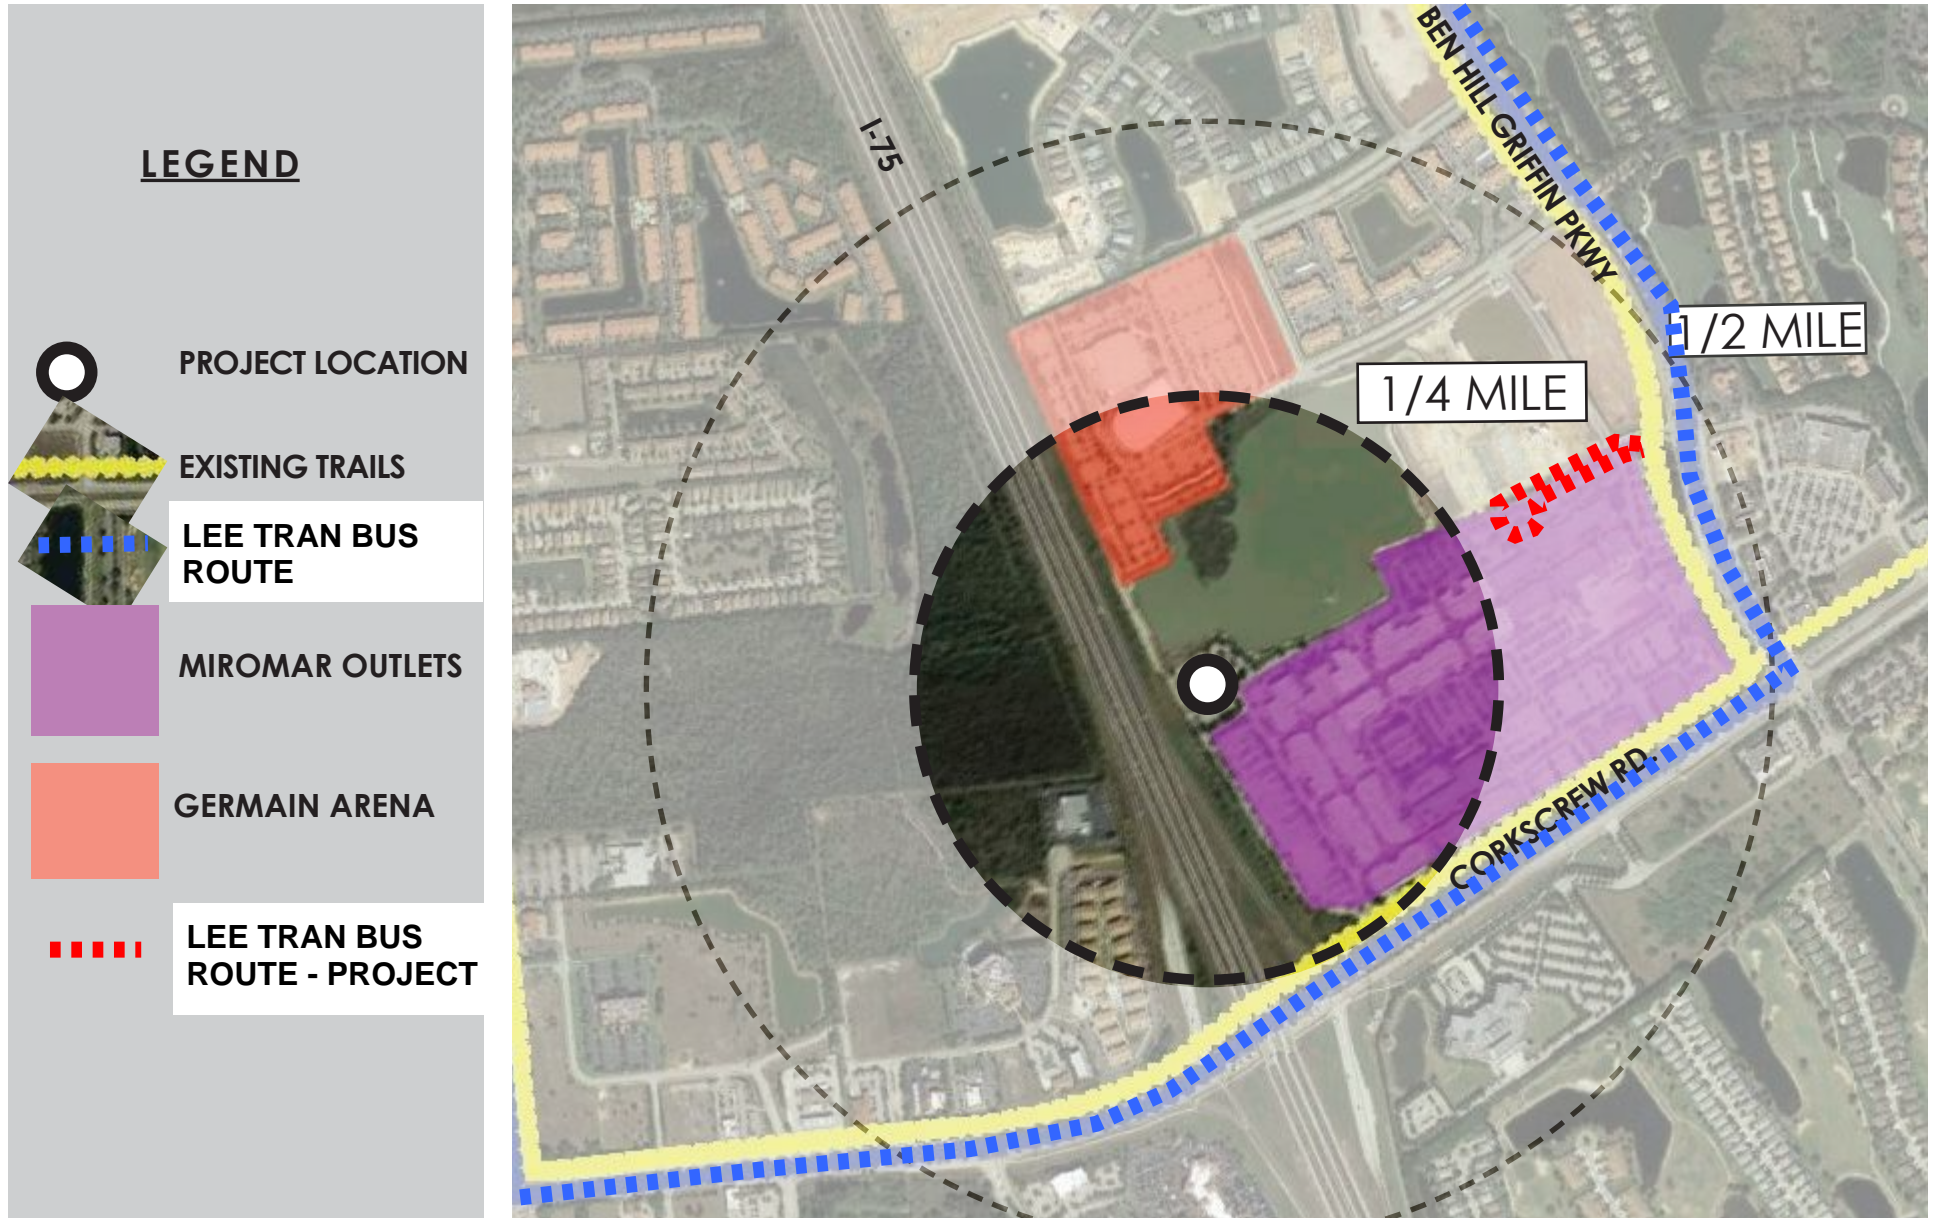 LEGEND
PROJECT LOCATION
EXISTING TRAILS
LEE TRAN BUS
ROUTE
MIROMAR OUTLETS
GERMAIN ARENA
LEE TRAN BUS
ROUTE - PROJECT
I-75
BEN HILL GRIFFIN PKWY
1/2 MILE
1/4 MILE
CORKSCREW RD.